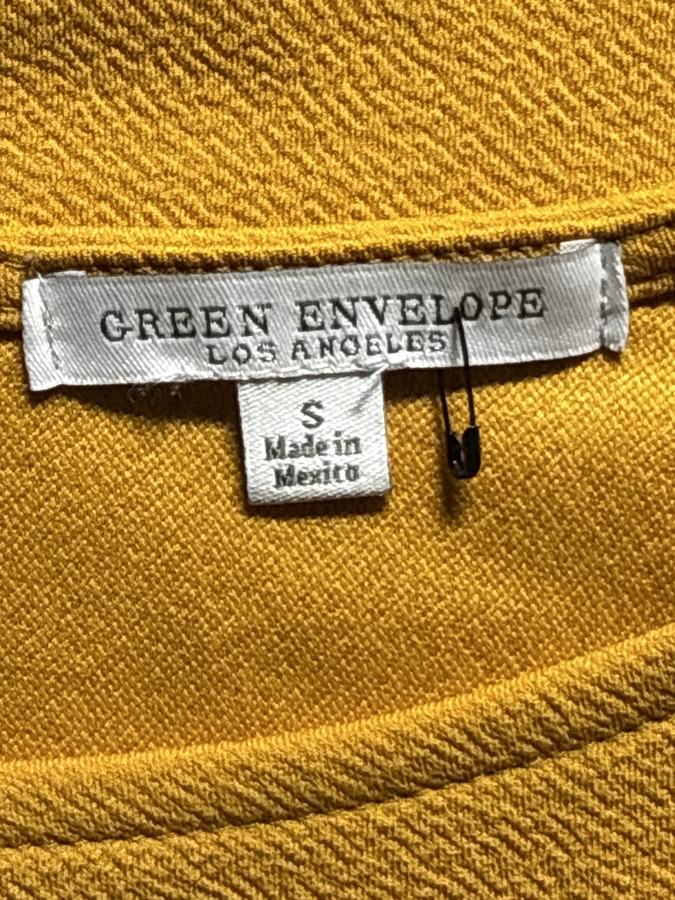 GREEN ENVELOPE
LOS ANGELES
S
Made in
Mexico